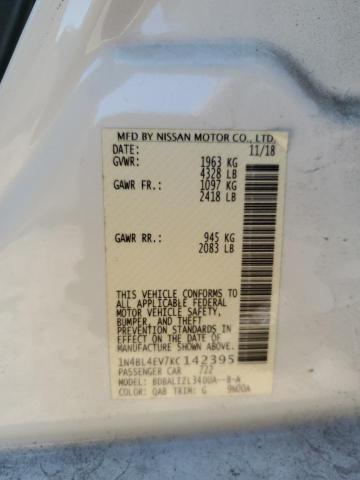 MFD BY NISSAN MOTOR CO., LTD.
DATE: 11/18
GVWR: 1963 KG
4328 LB
GAWR FR: 1097 KG
2418 LB
GAWR RR: 945 KG
2083 LB
THIS VEHICLE CONFORMS TO
ALL APPLICABLE FEDERAL
MOTOR VEHICLE SAFETY,
BUMPER, AND THEFT
PREVENTION STANDARDS IN
EFFECT ON THE DATE OF
MANUFACTURE SHOWN ABOVE.
1N4BL4EV7KC142395
PASSENGER CAR 722
MODEL: BDBALTZL34OUA--B-A
COLOR: QAB TRIM: G